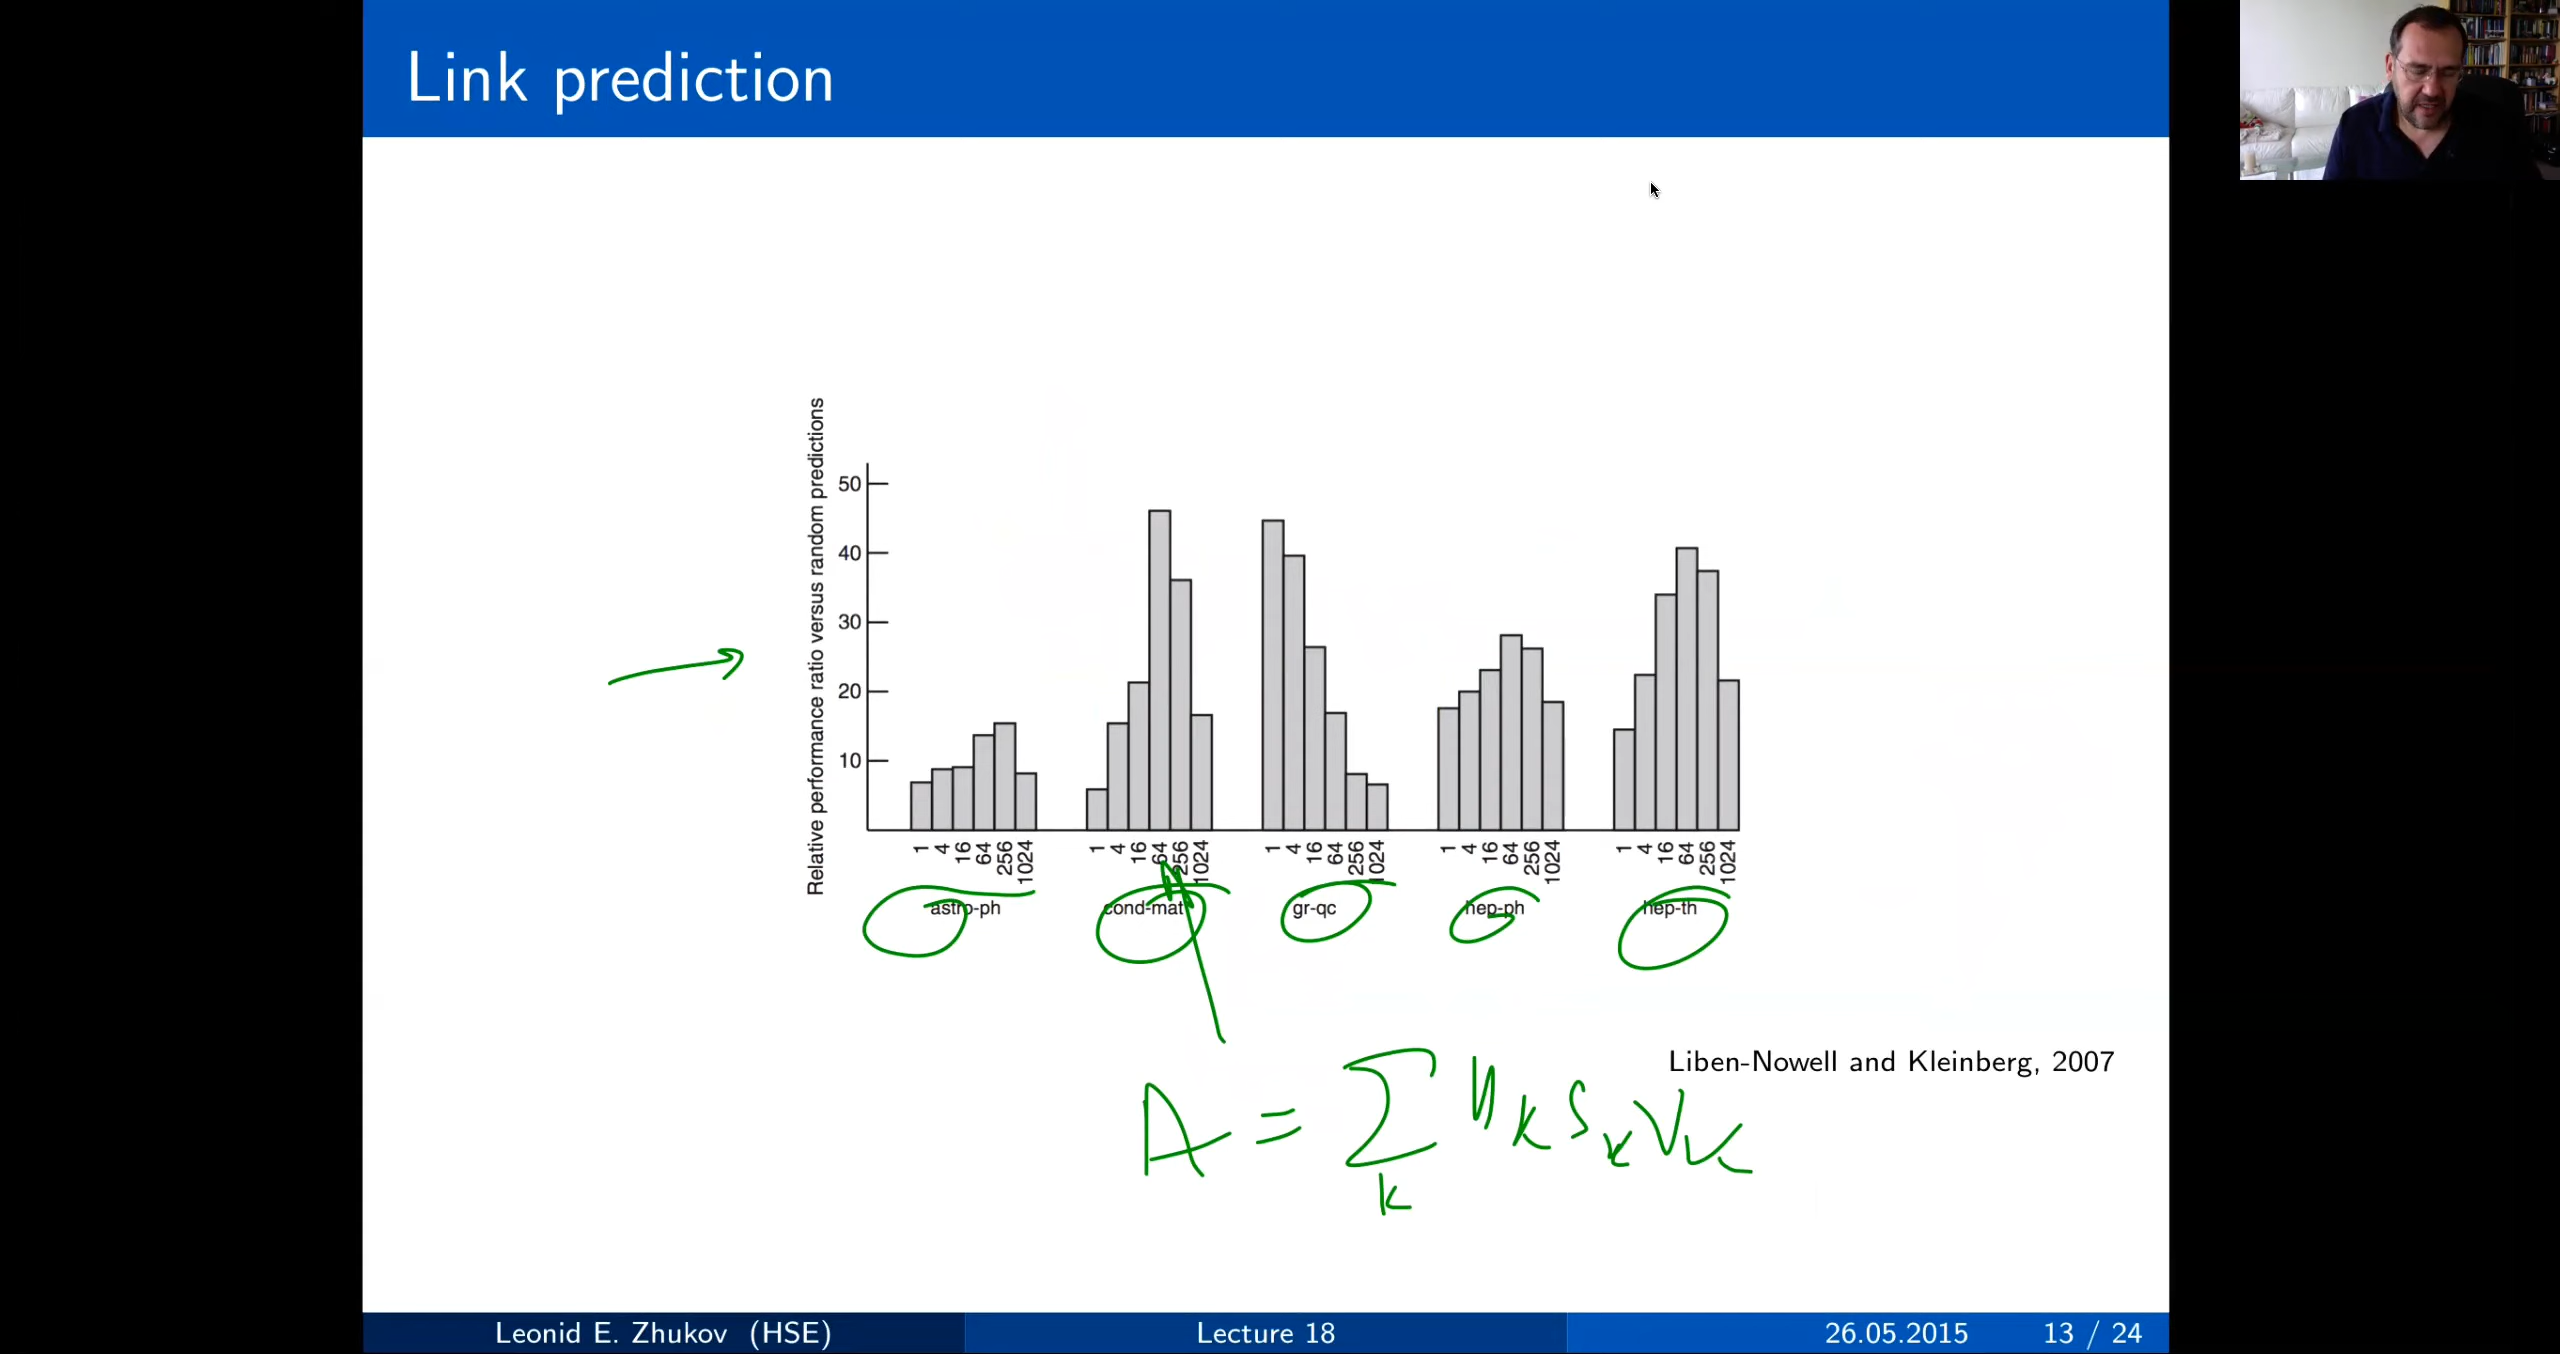 Link prediction
Relative performance ratio versus random predictions
50
40
30
20
10
1 4 16 64 256 1024 1 4 16 64 256 1024 1 4 16 64 256 1024 1 4 16 64 256 1024 1 4 16 64 256 1024
astro-ph cond-mat gr-qc hep-ph hep-th
Liben-Nowell and Kleinberg, 2007
A = ∑ u_k s_k v_k
k
Leonid E. Zhukov (HSE) Lecture 18 26.05.2015 13 / 24